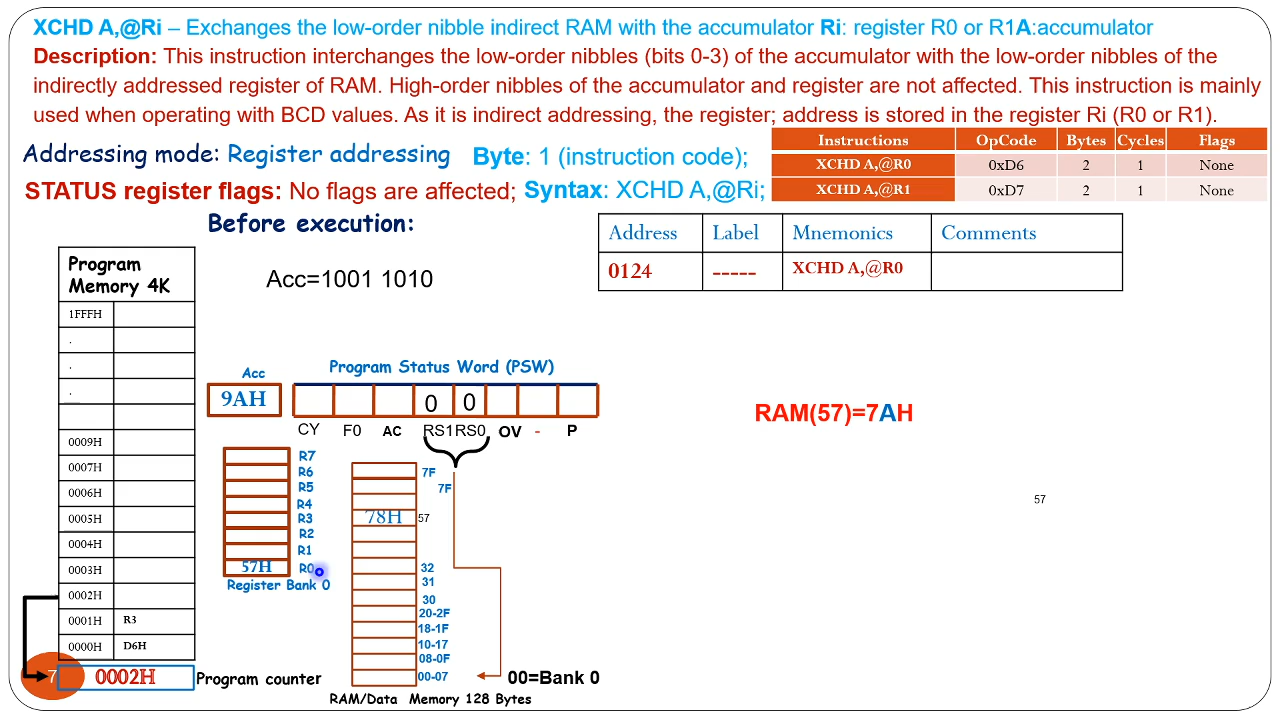 XCHD A,@Ri – Exchanges the low-order nibble indirect RAM with the accumulator Ri: register R0 or R1A:accumulator
Description: This instruction interchanges the low-order nibbles (bits 0-3) of the accumulator with the low-order nibbles of the
indirectly addressed register of RAM. High-order nibbles of the accumulator and register are not affected. This instruction is mainly
used when operating with BCD values. As it is indirect addressing, the register; address is stored in the register Ri (R0 or R1).
Addressing mode: Register addressing Byte: 1 (instruction code);
STATUS register flags: No flags are affected; Syntax: XCHD A,@Ri;
Instructions OpCode Bytes Cycles Flags
XCHD A,@R0 0xD6 2 1 None
XCHD A,@R1 0xD7 2 1 None
Before execution:
Address Label Mnemonics Comments
0124 ----- XCHD A,@R0
Program
Memory 4K
1FFFH
.
.
.
0009H
0007H
0006H
0005H
0004H
0003H
0002H
0001H R3
0000H D6H
7
0002H Program counter
Acc=1001 1010
Acc
9AH
Program Status Word (PSW)
0 0
CY F0 AC RS1 RS0 OV - P
R7
R6
R5
R4
R3
R2
R1
57H R0
Register Bank 0
7F
7F
78H 57
32
31
30
20-2F
18-1F
10-17
08-0F
00-07
00=Bank 0
RAM/Data Memory 128 Bytes
RAM(57)=7AH
57